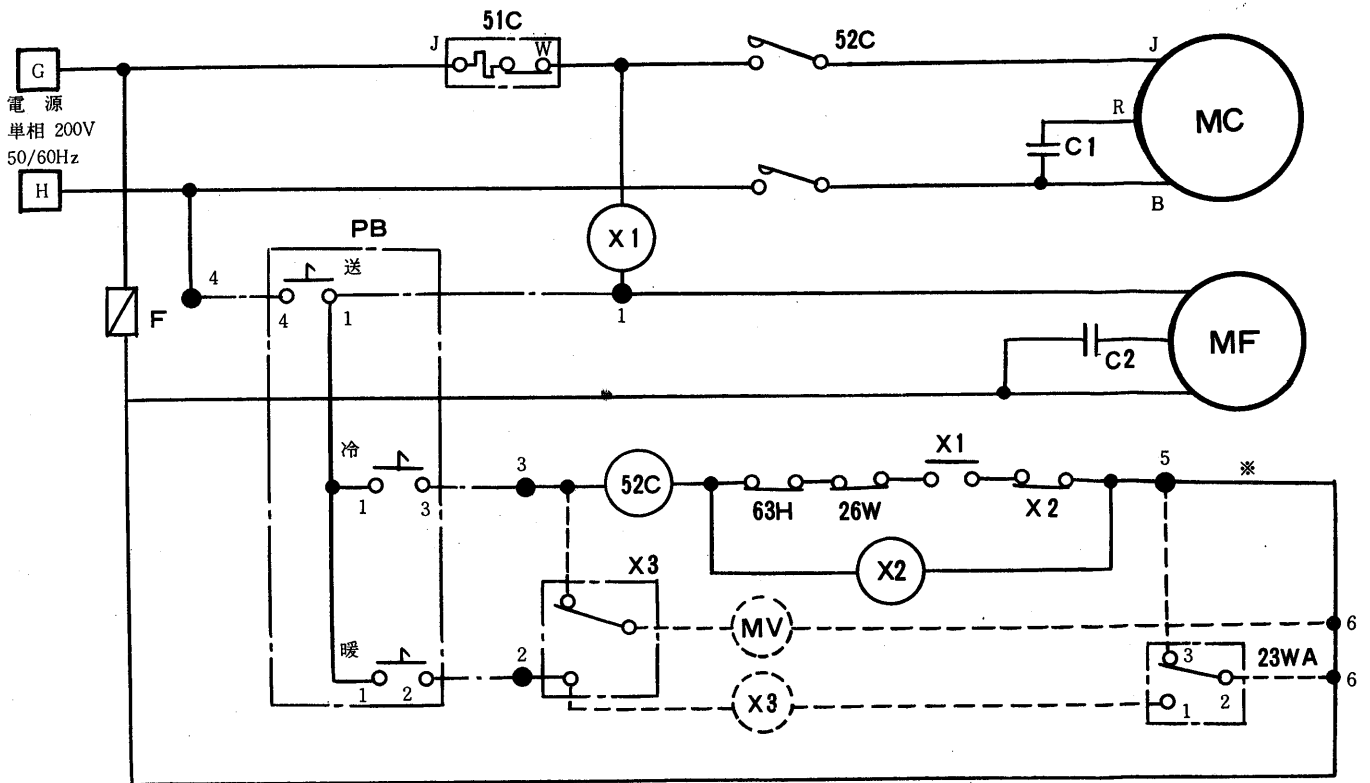 51C
J
W
52C
J
G
R
MC
電 源
単相 200V
50/60Hz
C1
H
B
PB
X1
4
送
F
4
1
1
C2
MF
冷
3
52C
X1
5
※
1
3
63H
26W
X2
X3
X2
MV
6
暖
2
3
23WA
6
1
2
X3
1
2